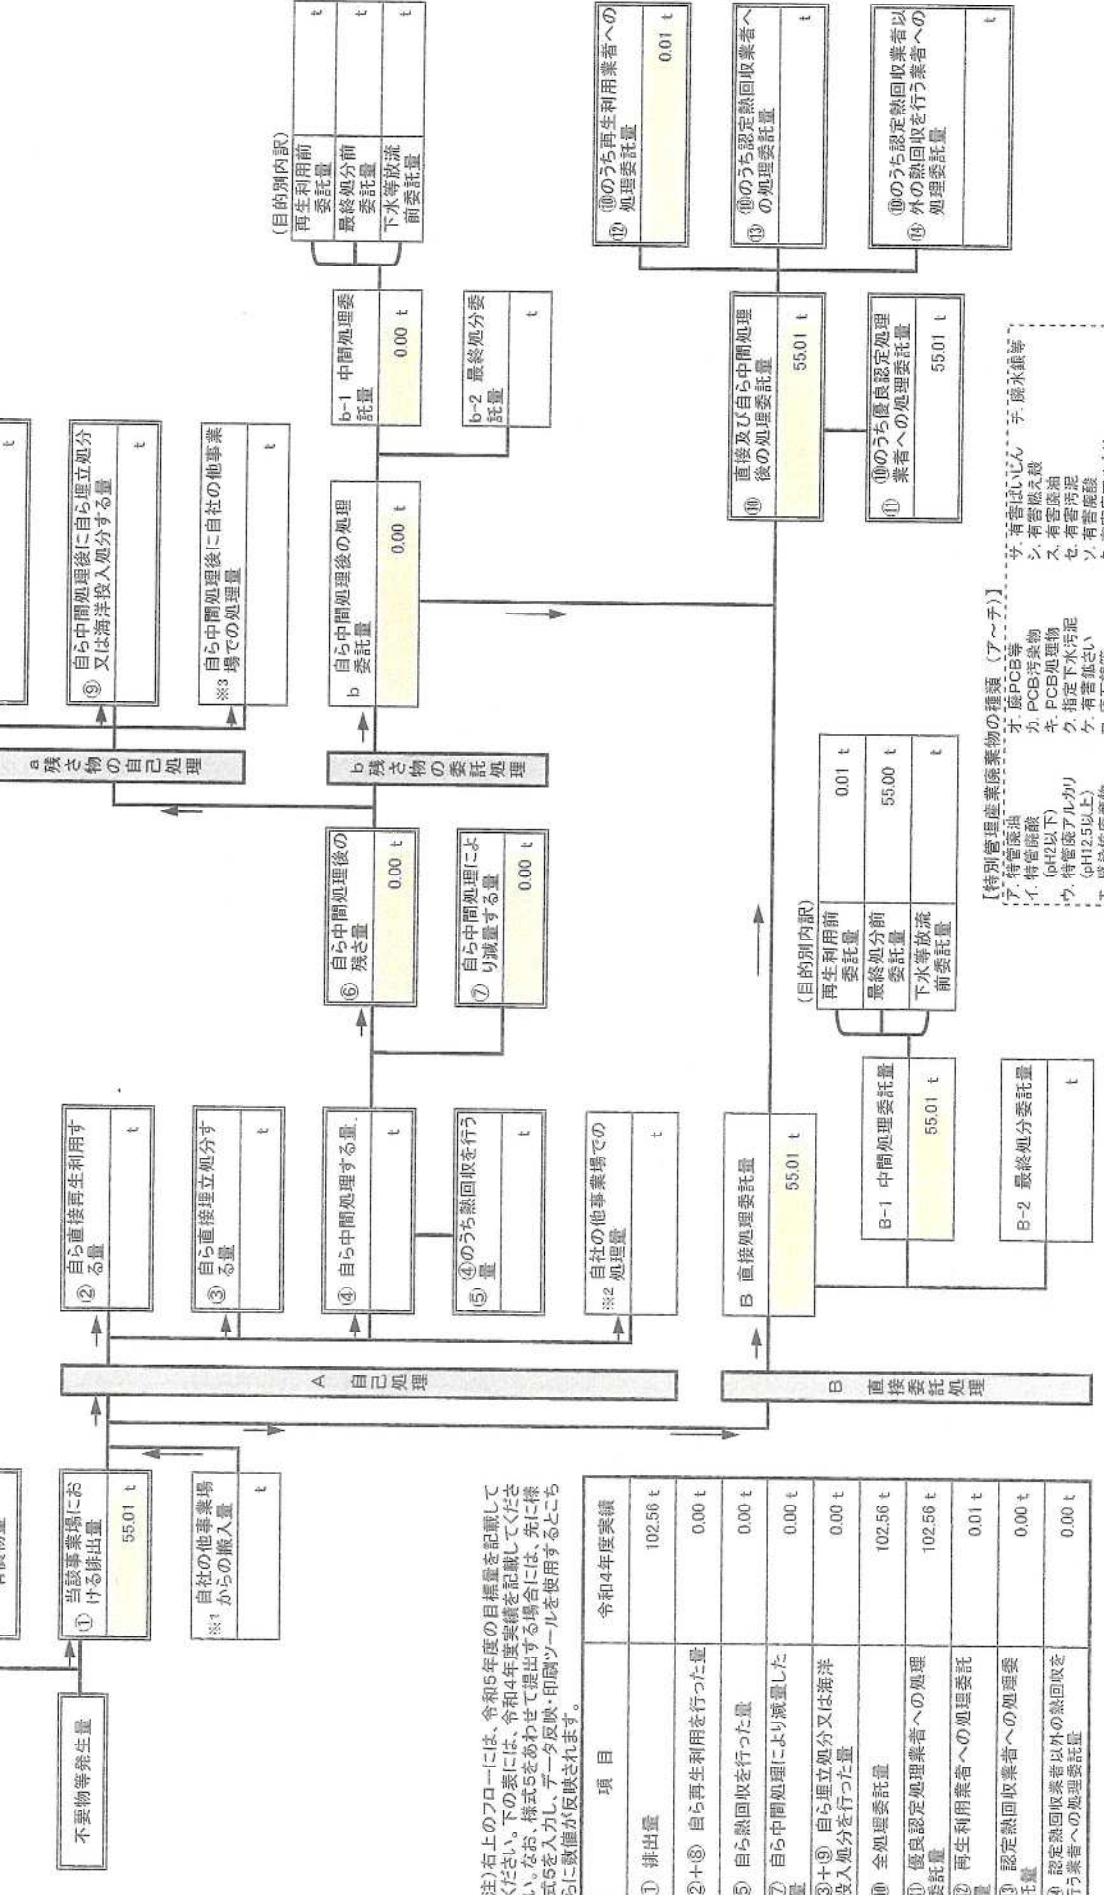 不要物等発生量
① 当該事業場にお
ける排出量
55.01 t
※1 自社の他事業場
からの搬入量
t
A 自己処理
② 自ら直接再生利用す
る量
t
③ 自ら直接埋立処分す
る量
t
④ 自ら中間処理する量
t
⑤ ④のうち熱回収を行う
量
t
※2 自社の他事業場での
処理量
t
⑥ 自ら中間処理後の
残さ量
0.00 t
⑦ 自ら中間処理によ
り減量する量
0.00 t
a 残さ物の自己処理
t
⑨ 自ら中間処理後に自ら埋立処分
又は海洋投入処分する量
t
※3 自ら中間処理後に自社の他事業
場での処理量
t
b 残さ物の委託処理
b 自ら中間処理後の処理
委託量
0.00 t
b-1 中間処理委
託量
0.00 t
b-2 最終処分委
託量
t
(目的別内訳)
再生利用前
委託量
t
最終処分前
委託量
t
下水等放流
前委託量
t
B 直接委託処理
B 直接処理委託量
55.01 t
B-1 中間処理委託量
55.01 t
B-2 最終処分委託量
t
(目的別内訳)
再生利用前
委託量
0.01 t
最終処分前
委託量
55.00 t
下水等放流
前委託量
t
⑩ 直接及び自ら中間処理
後の処理委託量
55.01 t
⑪ ⑩のうち優良認定処理
業者への処理委託量
55.01 t
⑫ ⑩のうち再生利用業者への
処理委託量
0.01 t
⑬ ⑩のうち認定熱回収業者へ
の処理委託量
t
⑭ ⑩のうち認定熱回収業者以
外の熱回収を行う業者への
処理委託量
t
注)右上のフローには、令和5年度の目標量を記載して
ください。下の表には、令和4年度実績を記載してくださ
い。なお、様式5をあわせて提出する場合には、先に様
式5を入力し、データ反映・印刷ツールを使用するところ
らに数値が反映されます。
項 目 令和4年度実績
① 排出量 102.56 t
②+⑧ 自ら再生利用を行った量 0.00 t
⑤ 自ら熱回収を行った量 0.00 t
⑦ 自ら中間処理により減量した
量 0.00 t
③+⑨ 自ら埋立処分又は海洋
投入処分を行った量 0.00 t
⑩ 全処理委託量 102.56 t
⑪ 優良認定処理業者への処理
委託量 102.56 t
⑫ 再生利用業者への処理委託
量 0.01 t
⑬ 認定熱回収業者への処理委
託量 0.00 t
認定熱回収業者以外の熱回収を
行う業者への処理委託量 0.00 t
【特別管理産業廃棄物の種類 (ア~チ)】
ア. 特管廃油
イ. 特管廃酸
(pH2以下)
ウ. 特管廃アルカリ
(pH12.5以上)
オ. 廃PCB等
カ. PCB汚染物
キ. PCB処理物
ク. 指定下水汚泥
ケ. 有害鉱さい
サ. 有害ばいじん
シ. 有害燃え殻
ス. 有害廃油
セ. 有害汚泥
ソ. 有害廃酸
チ. 廃水銀等